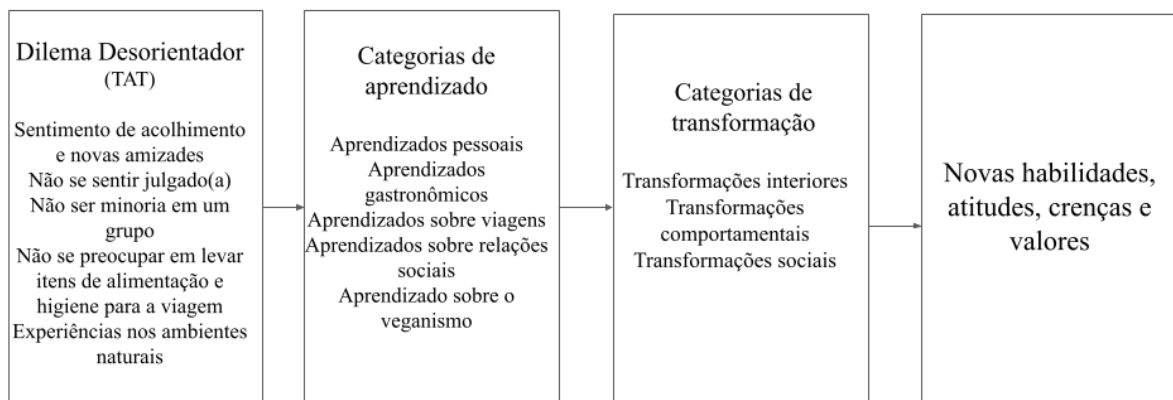 Dilema Desorientador
(TAT)
Sentimento de acolhimento
e novas amizades
Não se sentir julgado(a)
Não ser minoria em um
grupo
Não se preocupar em levar
itens de alimentação e
higiene para a viagem
Experiências nos ambientes
naturais
Categorias de
aprendizado
Aprendizados pessoais
Aprendizados
gastronômicos
Aprendizados sobre viagens
Aprendizados sobre relações
sociais
Aprendizado sobre o
veganismo
Categorias de
transformação
Transformações interiores
Transformações
comportamentais
Transformações sociais
Novas habilidades,
atitudes, crenças e
valores